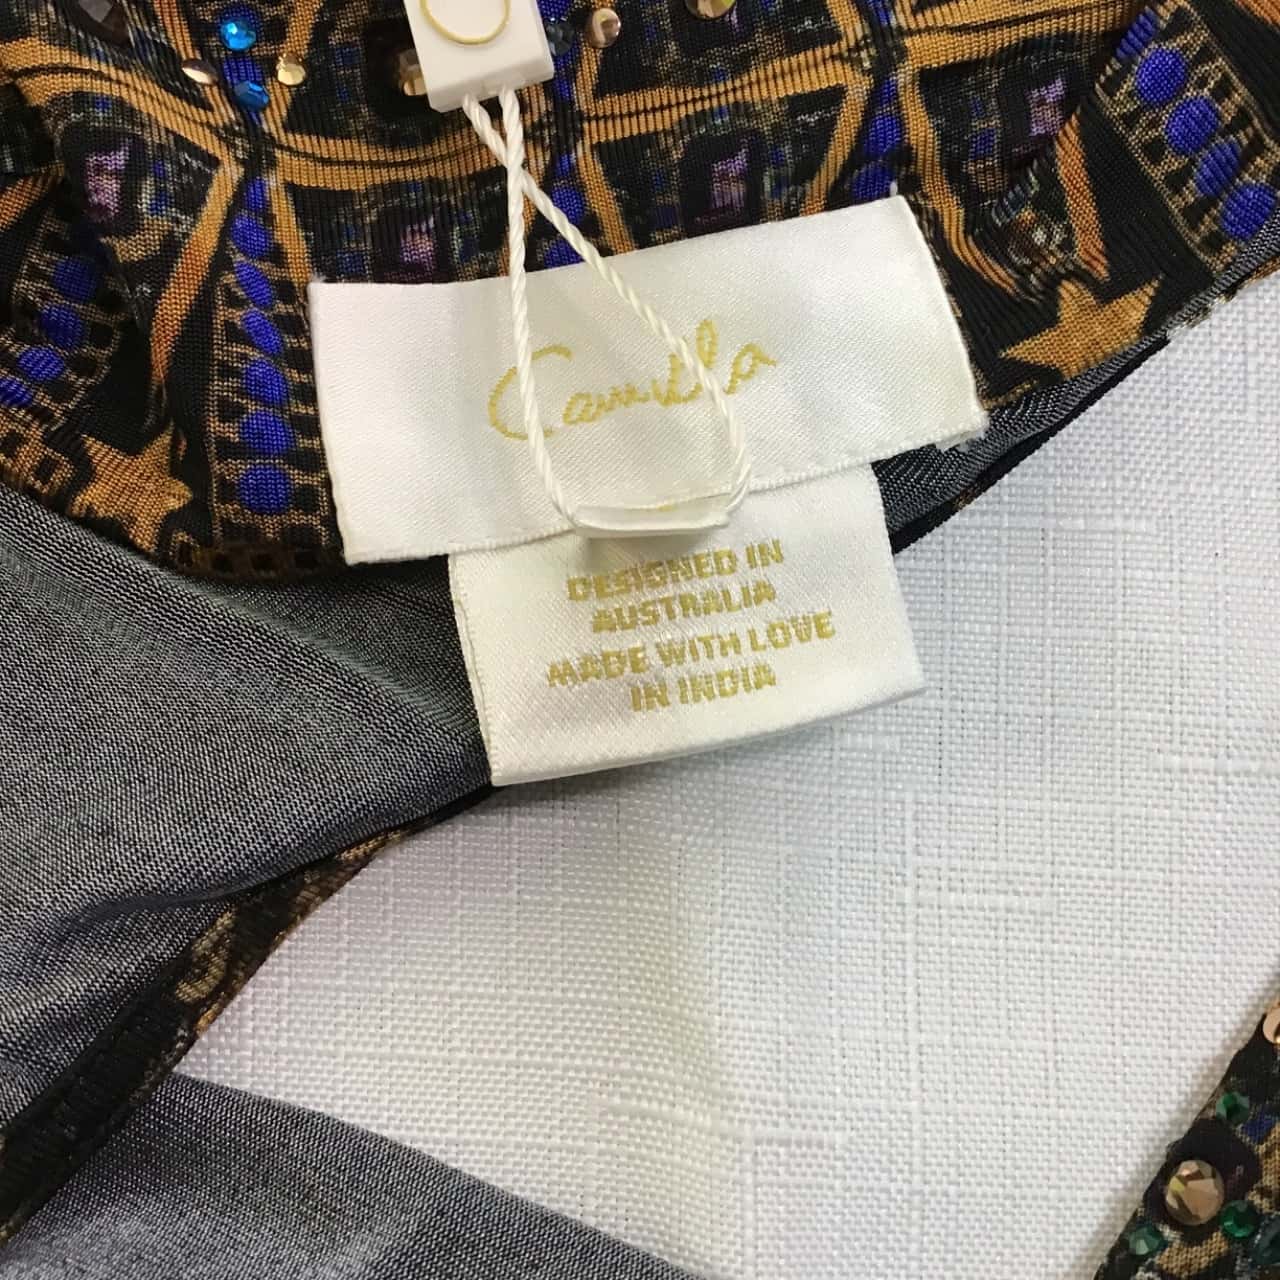 Camilla
DESIGNED IN
AUSTRALIA
MADE WITH LOVE
IN INDIA